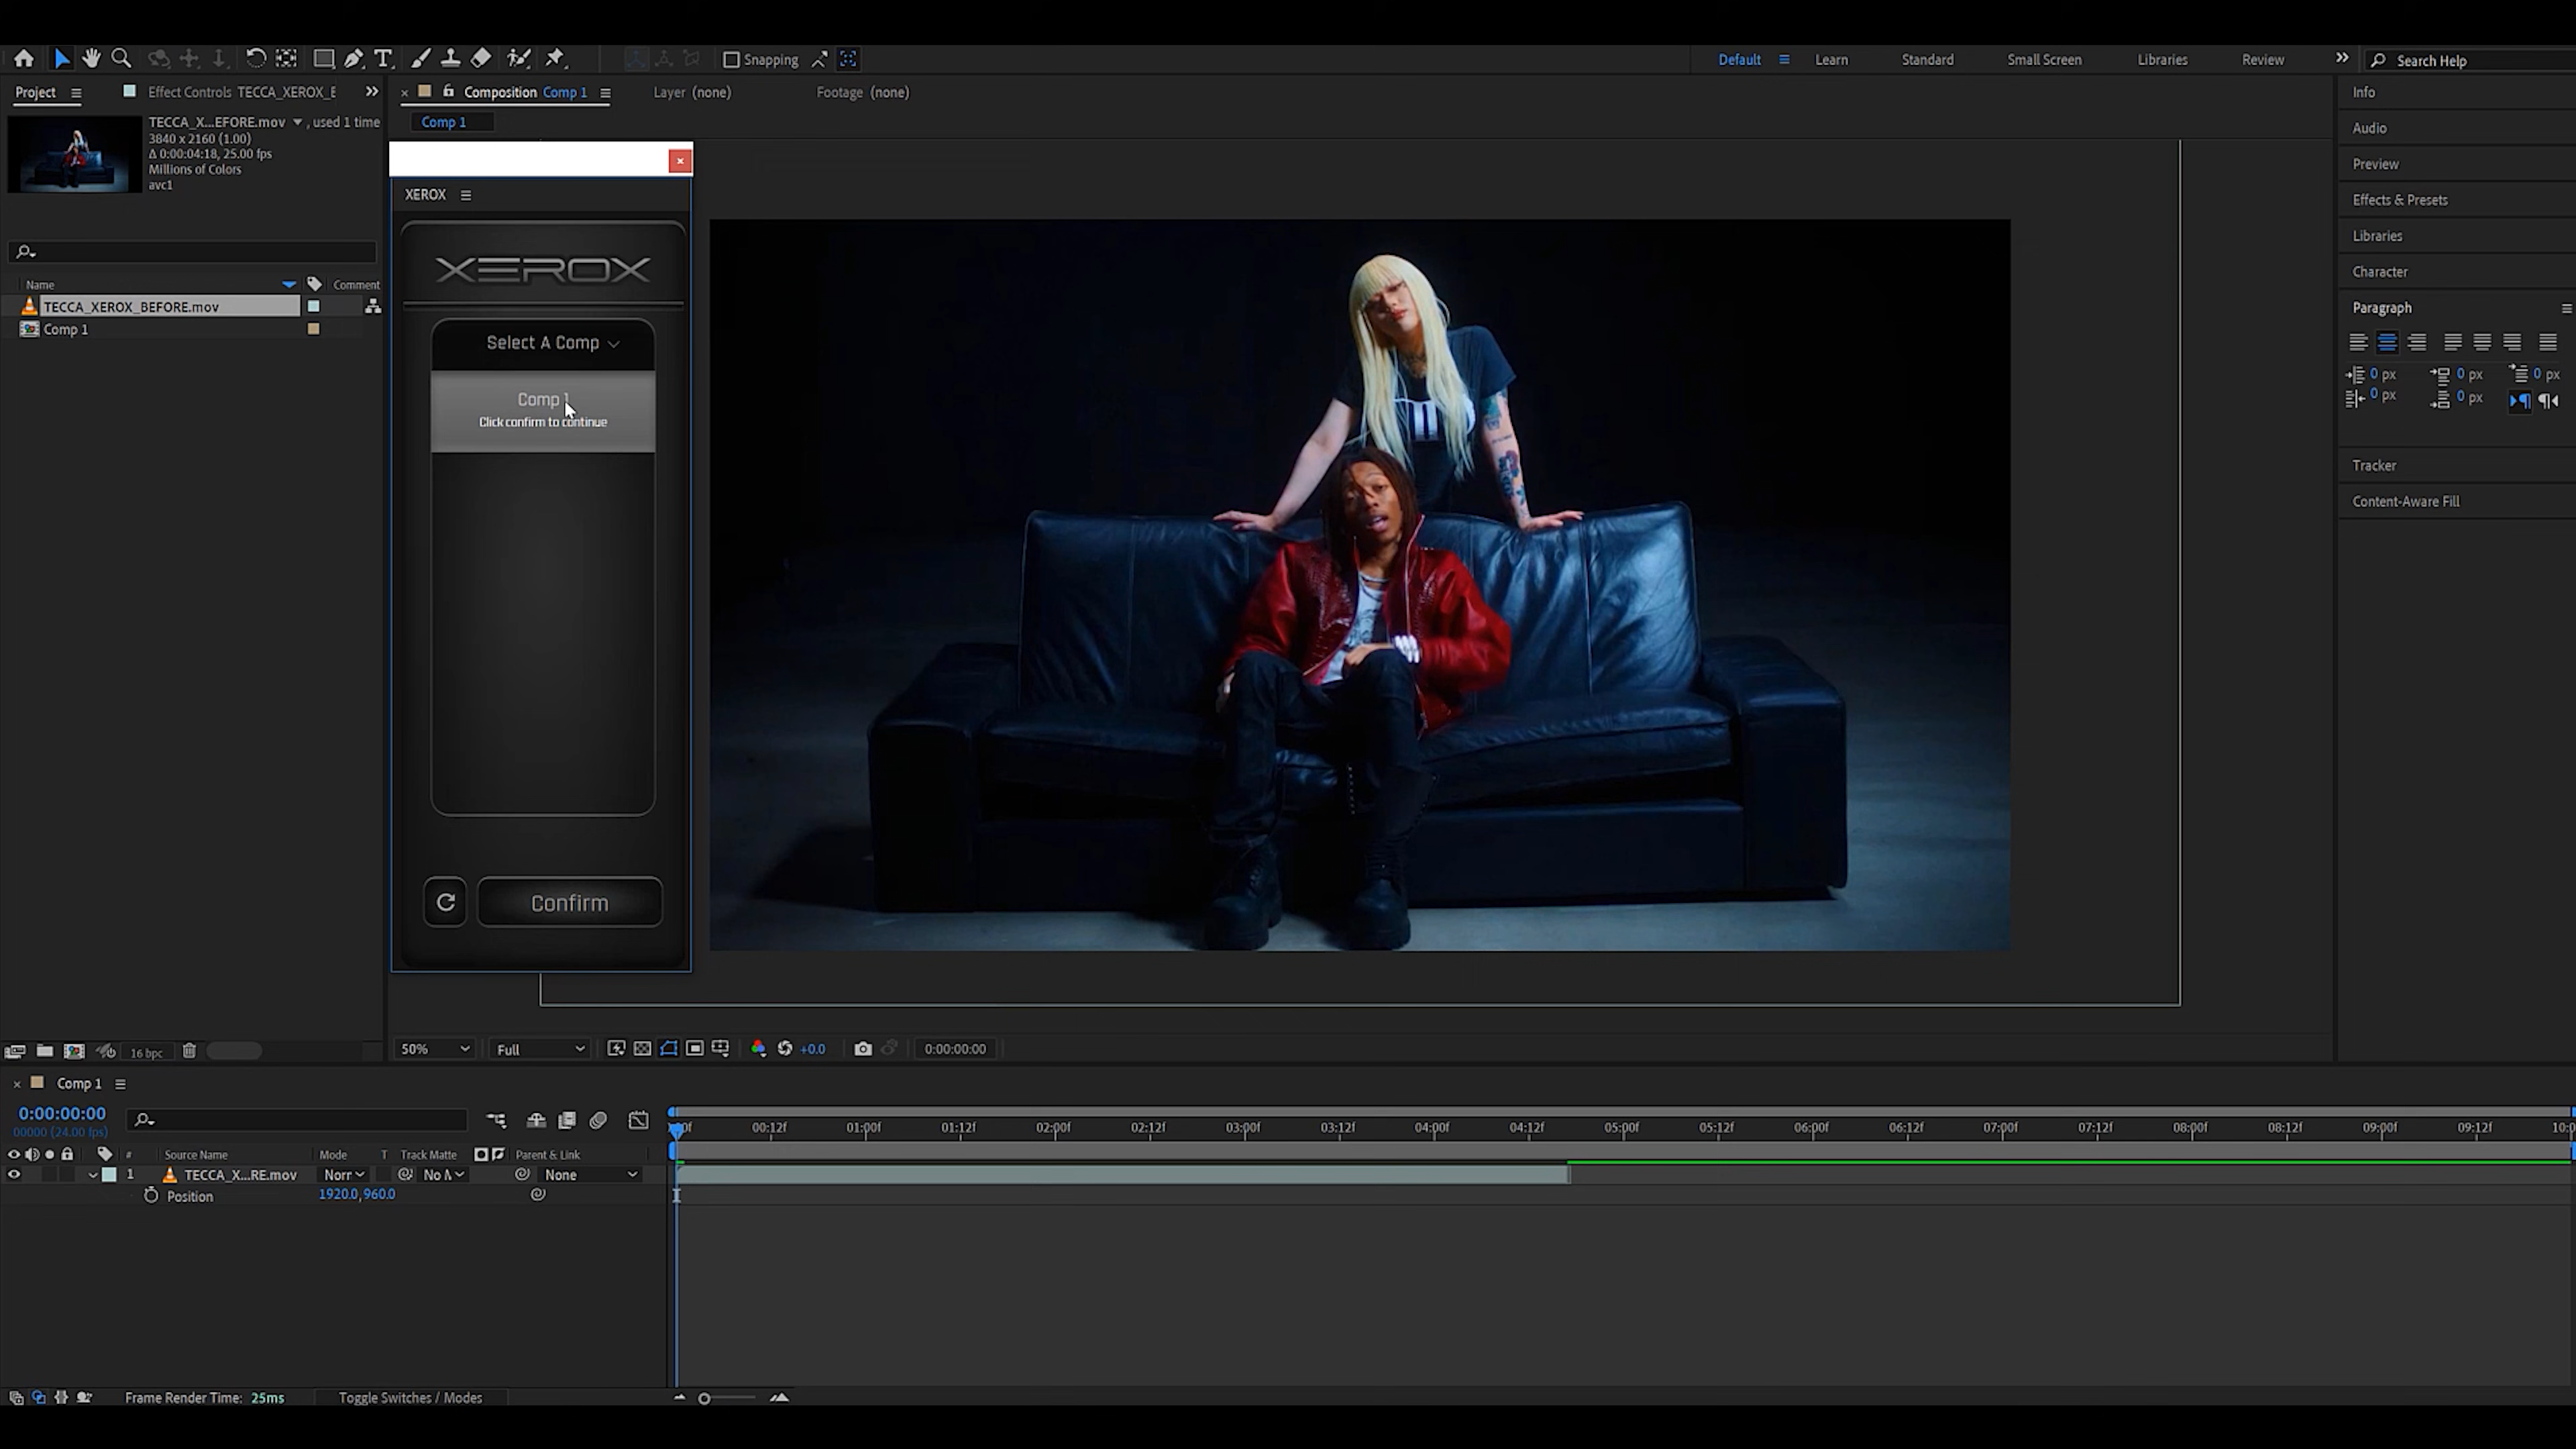 Snapping
Default
Learn
Standard
Small Screen
Libraries
Review
Search Help
Project
Effect Controls TECCA_XEROX_E
Composition Comp 1
Layer (none)
Footage (none)
Comp 1
TECCA_X...EFORE.mov , used 1 time
3840 x 2160 (1.00)
Δ 0:00:04:18, 25.00 fps
Millions of Colors
avc1
Name
Comment
TECCA_XEROX_BEFORE.mov
Comp 1
XEROX
XEROX
Select A Comp
Comp 1
Click confirm to continue
Confirm
Info
Audio
Preview
Effects & Presets
Libraries
Character
Paragraph
0 px
0 px
0 px
0 px
0 px
Tracker
Content-Aware Fill
16 bpc
50%
Full
+0.0
0:00:00:00
Comp 1
0:00:00:00
00000 (24.00 fps)
00:12f
01:00f
01:12f
02:00f
02:12f
03:00f
03:12f
04:00f
04:12f
05:00f
05:12f
06:00f
06:12f
07:00f
07:12f
08:00f
08:12f
09:00f
09:12f
10:0
# Source Name
Mode
T Track Matte
Parent & Link
1 TECCA_X...RE.mov
Norr
No M
None
Position
1920.0,960.0
Frame Render Time: 25ms
Toggle Switches / Modes